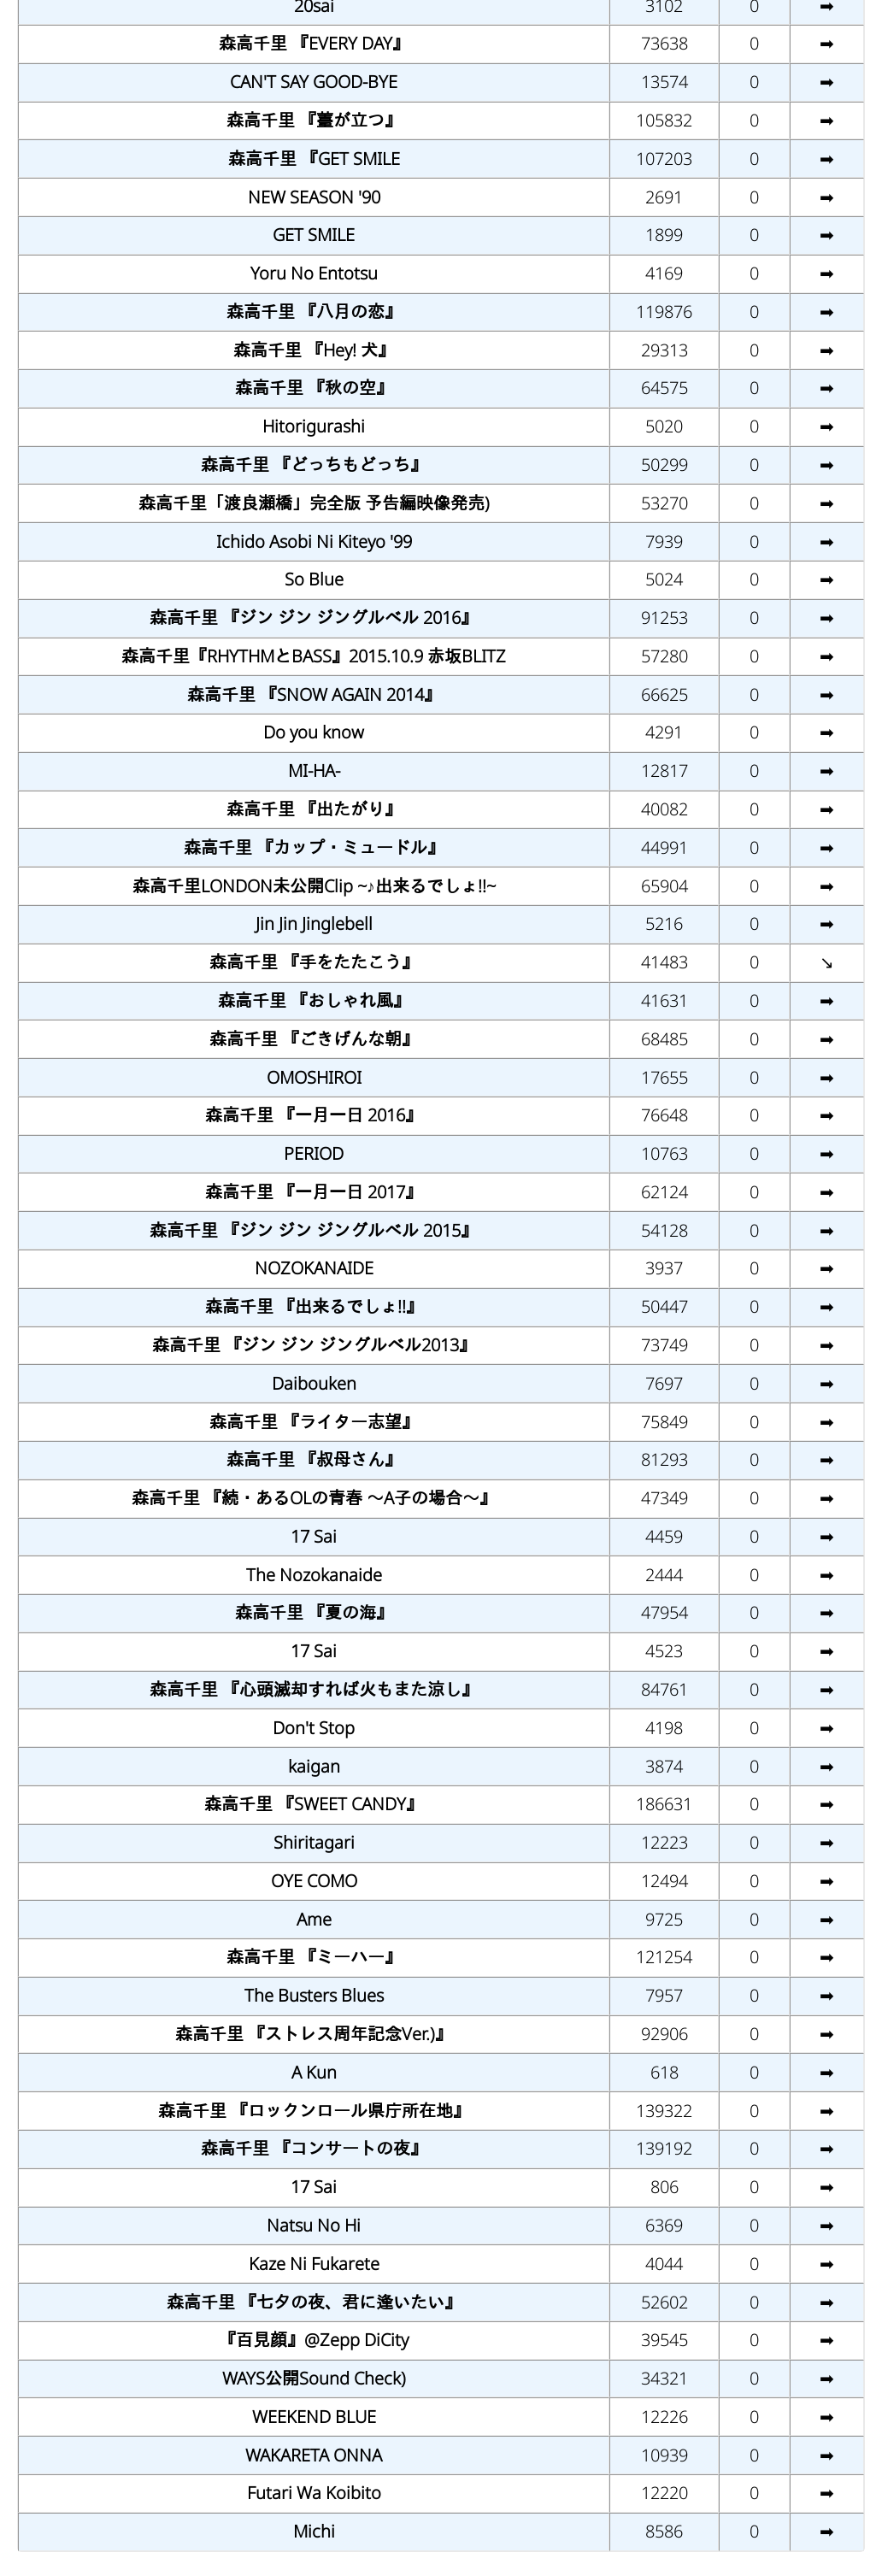 20sai 3102 0 ➡
森高千里 『EVERY DAY』 73638 0 ➡
CAN'T SAY GOOD-BYE 13574 0 ➡
森高千里 『薹が立つ』 105832 0 ➡
森高千里 『GET SMILE 107203 0 ➡
NEW SEASON '90 2691 0 ➡
GET SMILE 1899 0 ➡
Yoru No Entotsu 4169 0 ➡
森高千里 『八月の恋』 119876 0 ➡
森高千里 『Hey! 犬』 29313 0 ➡
森高千里 『秋の空』 64575 0 ➡
Hitorigurashi 5020 0 ➡
森高千里 『どっちもどっち』 50299 0 ➡
森高千里「渡良瀬橋」完全版 予告編映像発売) 53270 0 ➡
Ichido Asobi Ni Kiteyo '99 7939 0 ➡
So Blue 5024 0 ➡
森高千里 『ジン ジン ジングルベル 2016』 91253 0 ➡
森高千里『RHYTHMとBASS』2015.10.9 赤坂BLITZ 57280 0 ➡
森高千里 『SNOW AGAIN 2014』 66625 0 ➡
Do you know 4291 0 ➡
MI-HA- 12817 0 ➡
森高千里 『出たがり』 40082 0 ➡
森高千里 『カップ・ミュードル』 44991 0 ➡
森高千里LONDON未公開Clip ~♪出来るでしょ!!~ 65904 0 ➡
Jin Jin Jinglebell 5216 0 ➡
森高千里 『手をたたこう』 41483 0 ↘
森高千里 『おしゃれ風』 41631 0 ➡
森高千里 『ごきげんな朝』 68485 0 ➡
OMOSHIROI 17655 0 ➡
森高千里 『一月一日 2016』 76648 0 ➡
PERIOD 10763 0 ➡
森高千里 『一月一日 2017』 62124 0 ➡
森高千里 『ジン ジン ジングルベル 2015』 54128 0 ➡
NOZOKANAIDE 3937 0 ➡
森高千里 『出来るでしょ!!』 50447 0 ➡
森高千里 『ジン ジン ジングルベル2013』 73749 0 ➡
Daibouken 7697 0 ➡
森高千里 『ライター志望』 75849 0 ➡
森高千里 『叔母さん』 81293 0 ➡
森高千里 『続・あるOLの青春 〜A子の場合〜』 47349 0 ➡
17 Sai 4459 0 ➡
The Nozokanaide 2444 0 ➡
森高千里 『夏の海』 47954 0 ➡
17 Sai 4523 0 ➡
森高千里 『心頭滅却すれば火もまた涼し』 84761 0 ➡
Don't Stop 4198 0 ➡
kaigan 3874 0 ➡
森高千里 『SWEET CANDY』 186631 0 ➡
Shiritagari 12223 0 ➡
OYE COMO 12494 0 ➡
Ame 9725 0 ➡
森高千里 『ミーハー』 121254 0 ➡
The Busters Blues 7957 0 ➡
森高千里 『ストレス周年記念Ver.)』 92906 0 ➡
A Kun 618 0 ➡
森高千里 『ロックンロール県庁所在地』 139322 0 ➡
森高千里 『コンサートの夜』 139192 0 ➡
17 Sai 806 0 ➡
Natsu No Hi 6369 0 ➡
Kaze Ni Fukarete 4044 0 ➡
森高千里 『七夕の夜、君に逢いたい』 52602 0 ➡
『百見顔』@Zepp DiCity 39545 0 ➡
WAYS公開Sound Check) 34321 0 ➡
WEEKEND BLUE 12226 0 ➡
WAKARETA ONNA 10939 0 ➡
Futari Wa Koibito 12220 0 ➡
Michi 8586 0 ➡